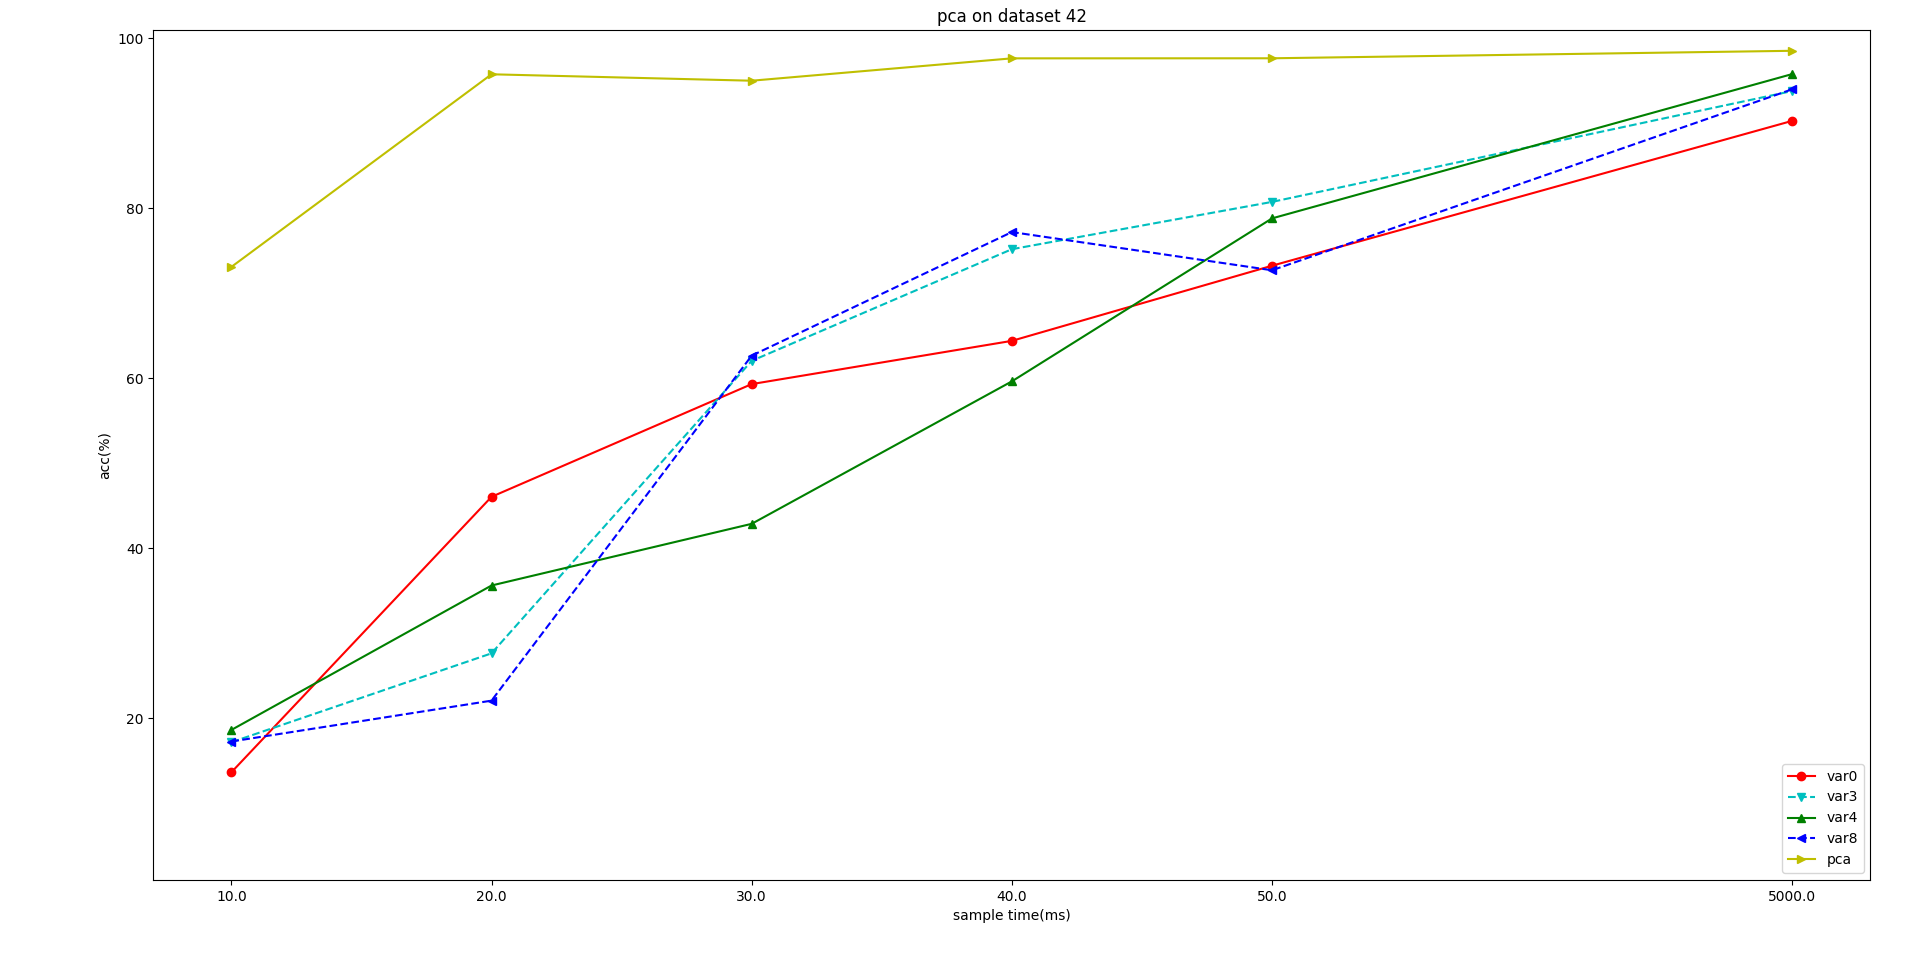 pca on dataset 42
100
80
60
40
20
acc(%)
10.0 20.0 30.0 40.0 50.0 5000.0
sample time(ms)
var0
var3
var4
var8
pca